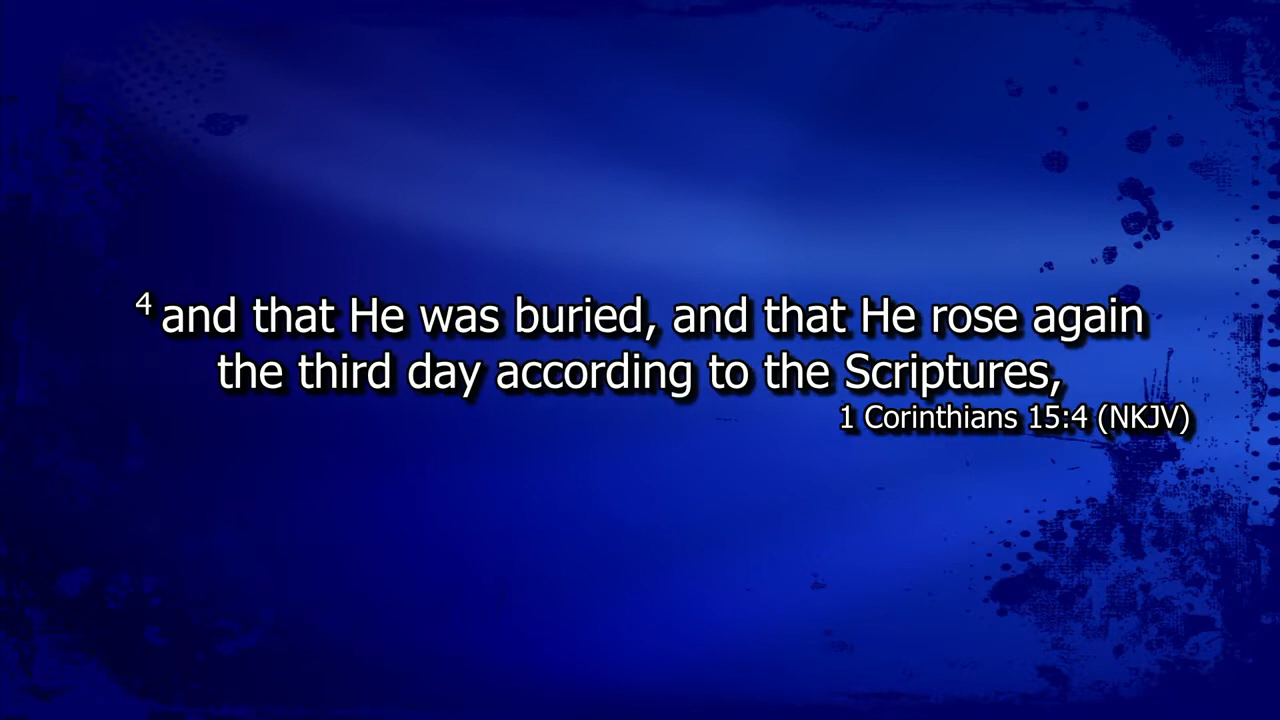 4 and that He was buried, and that He rose again
the third day according to the Scriptures,
1 Corinthians 15:4 (NKJV)